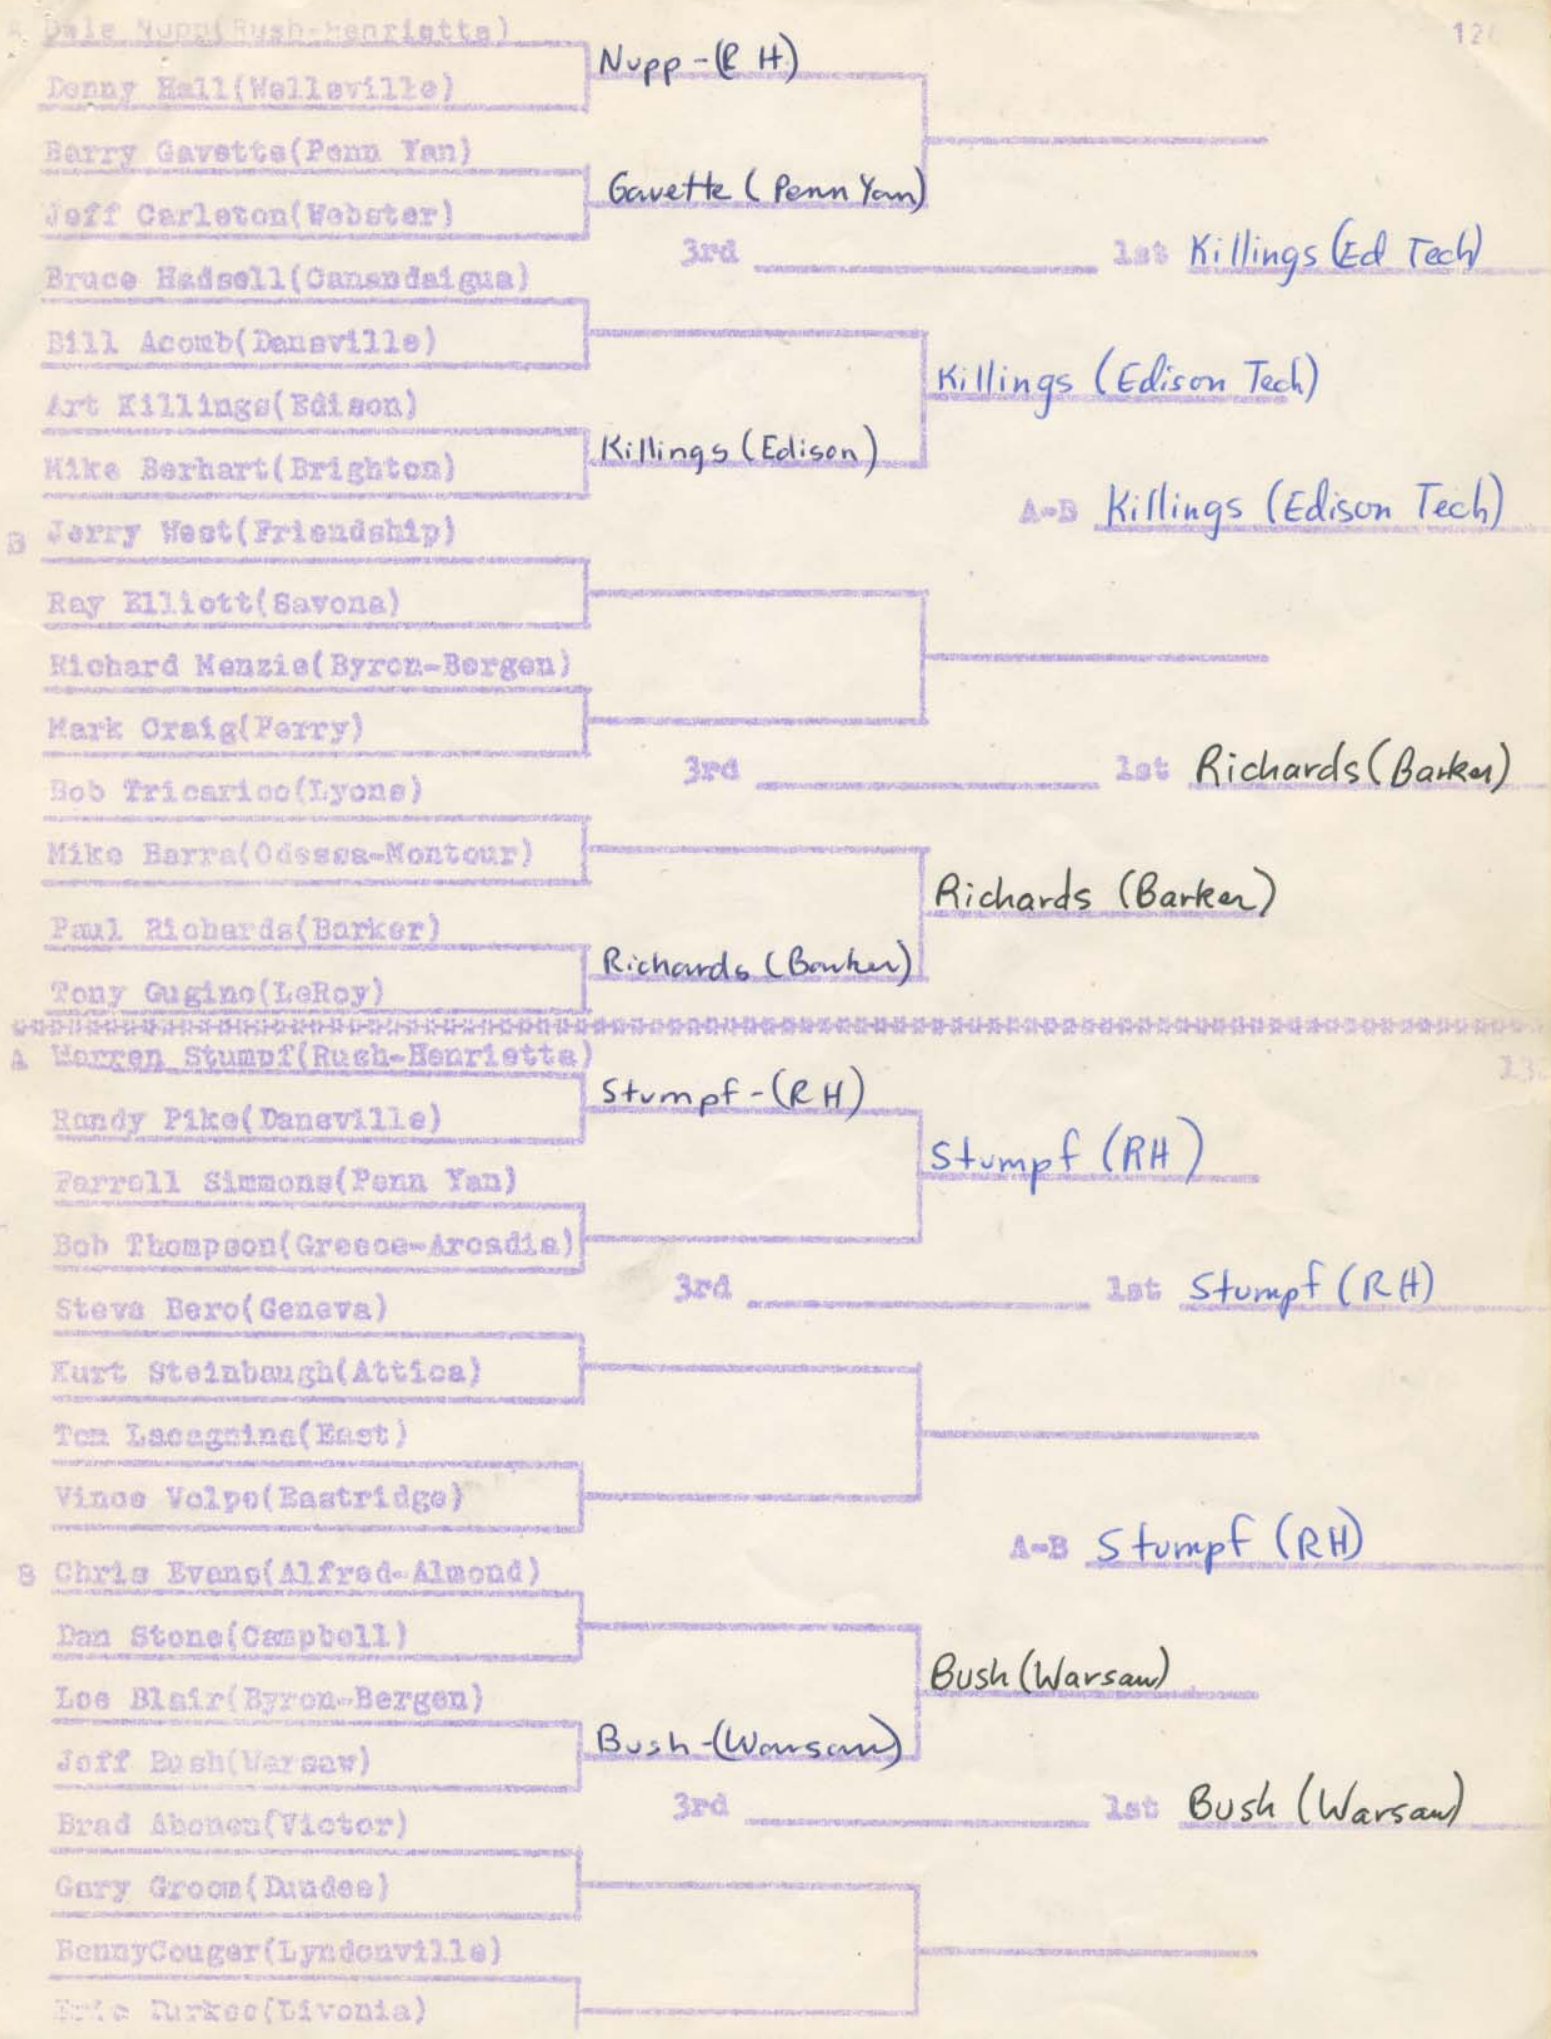 A Dale Nupp(Rush-Henrietta)
Nupp-(R H)
Denny Hall(Wellsville)
Barry Gavette(Penn Yan)
Gavette (Penn Yan)
Jeff Carleton(Webster)
3rd 1st Killings (Ed Tech)
Bruce Hadsell(Canandaigua)
Bill Acomb(Dansville)
Killings (Edison Tech)
Art Killings(Edison)
Killings (Edison)
Mike Berhart(Brighton)
A-B Killings (Edison Tech)
B Jerry West(Friendship)
Ray Elliott(Savona)
Richard Menzie(Byron-Bergen)
Mark Craig(Perry)
3rd 1st Richards (Barker)
Bob Tricarico(Lyons)
Mike Barra(Odessa-Montour)
Richards (Barker)
Paul Richards(Barker)
Richards (Barker)
Tony Gugino(LeRoy)
A Warren Stumpf(Rush-Henrietta)
Stumpf-(R H)
Randy Pike(Dansville)
Stumpf (RH)
Farroll Simmons(Penn Yan)
Bob Thompson(Greece-Arcadia)
3rd 1st Stumpf (RH)
Steve Bero(Geneva)
Kurt Steinbaugh(Attica)
Tom Lacagnina(East)
Vince Volpe(Eastridge)
A-B Stumpf (RH)
B Chris Evans(Alfred-Almond)
Dan Stone(Campbell)
Bush (Warsaw)
Lee Blair(Byron-Bergen)
Bush-(Warsaw)
Jeff Bush(Warsaw)
3rd 1st Bush (Warsaw)
Brad Ahonen(Victor)
Gary Groom(Dundee)
BennyCouger(Lyndonville)
Eric Durkee(Livonia)